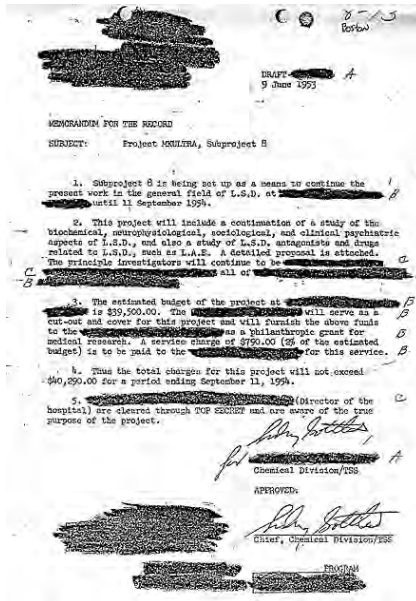 8-13
Boston
DRAFT- A
9 June 1953
MEMORANDUM FOR THE RECORD
SUBJECT: Project MKULTRA, Subproject 8
1. Subproject 8 is being set up as a means to continue the
present work in the general field of L.S.D. at
until 11 September 1954.
2. This project will include a continuation of a study of the
biochemical, neurophysiological, sociological, and clinical psychiatric
aspects of L.S.D., and also a study of L.S.D. antagonists and drugs
related to L.S.D., such as L.A.E. A detailed proposal is attached.
The principle investigators will continue to be
all of
3. The estimated budget of the project at B
is $39,500.00. The will serve as a B
cut-out and cover for this project and will furnish the above funds
to the as a philanthropic grant for B
medical research. A service charge of $790.00 (2% of the estimated
budget) is to be paid to the for this service. B
4. Thus the total charges for this project will not exceed
$40,290.00 for a period ending September 11, 1954.
5. (Director of the C
hospital) are cleared through TOP SECRET and are aware of the true
purpose of the project.
Sidney Gottlieb,
for A
Chemical Division/TSS
APPROVED:
Sidney Gottlieb
Chief, Chemical Division/TSS
PROGRAM